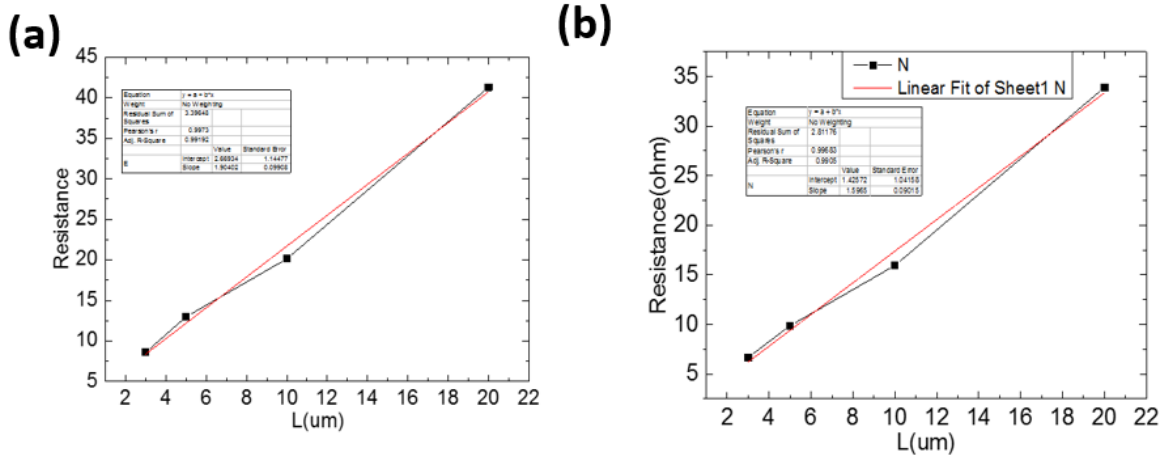 (a)
45
40
35
30
25
20
15
10
5
Resistance
Equation y = a + b*x
Weight No Weighting
Residual Sum of Squares 3.39648
Pearson's r 0.9973
Adj. R-Square 0.99192
Value Standard Error
Intercept 1.14477
Slope 1.90402 0.09908
2 4 6 8 10 12 14 16 18 20 22
L(um)
(b)
N
Linear Fit of Sheet1 N
35
30
25
20
15
10
5
Resistance(ohm)
Equation y = a + b*x
Weight No Weighting
Residual Sum of Squares 2.81176
Pearson's r 0.99683
Adj. R-Square 0.9905
Value Standard Error
N Intercept 1.42572 1.04158
Slope 1.5965 0.09015
2 4 6 8 10 12 14 16 18 20 22
L(um)